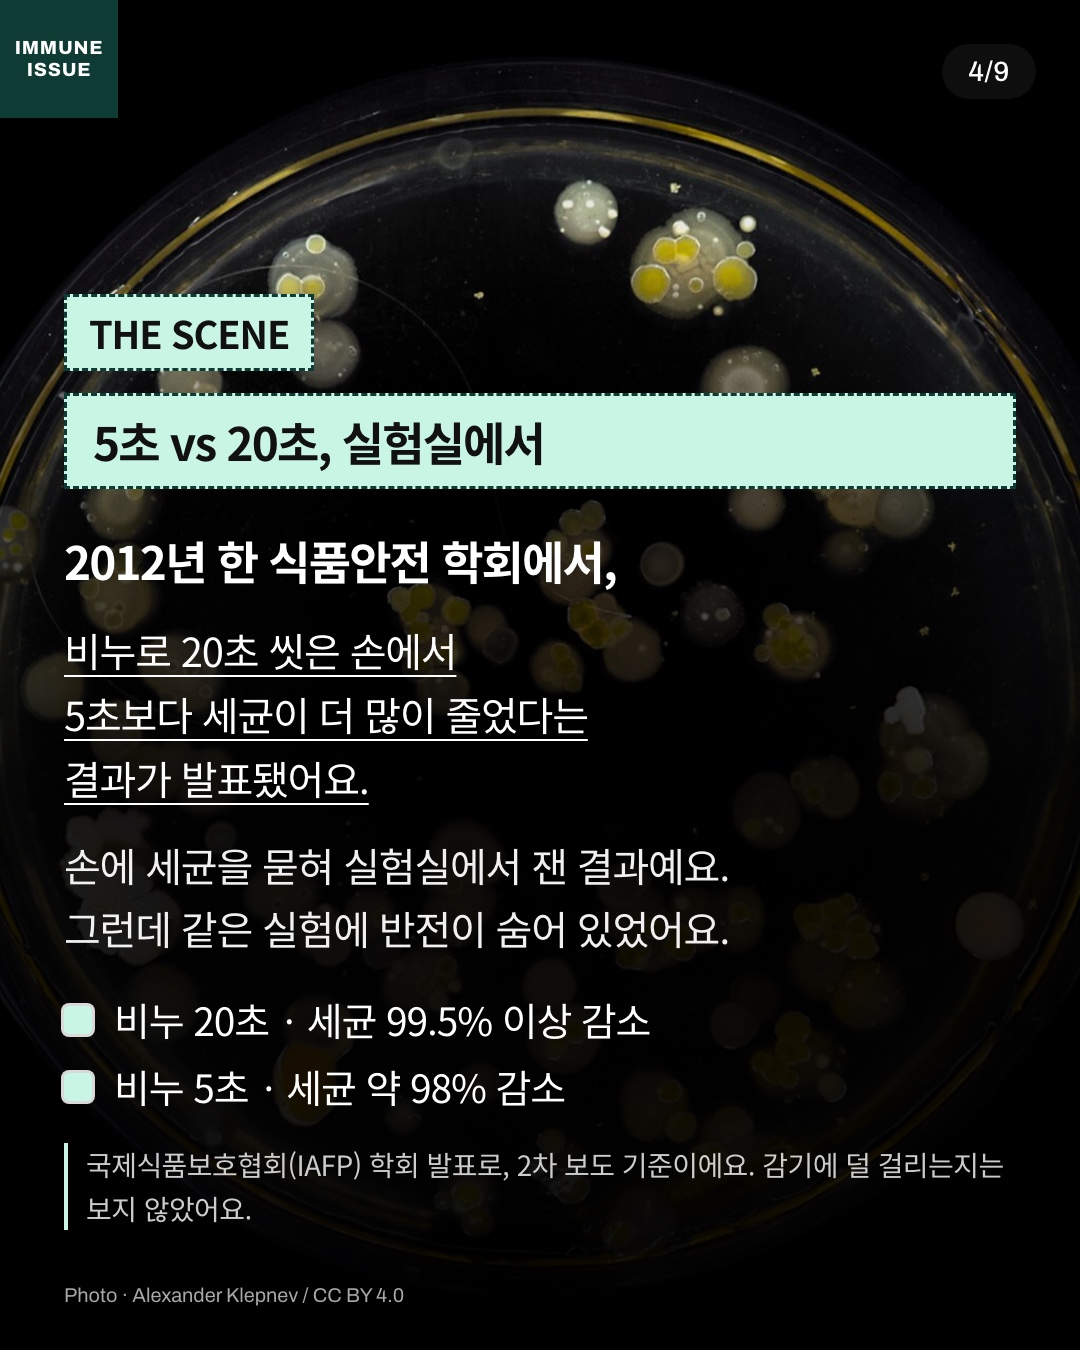 IMMUNE
ISSUE
4/9
THE SCENE
5초 vs 20초, 실험실에서
2012년 한 식품안전 학회에서,
비누로 20초 씻은 손에서
5초보다 세균이 더 많이 줄었다는
결과가 발표됐어요.
손에 세균을 묻혀 실험실에서 잰 결과예요.
그런데 같은 실험에 반전이 숨어 있었어요.
비누 20초 · 세균 99.5% 이상 감소
비누 5초 · 세균 약 98% 감소
국제식품보호협회(IAFP) 학회 발표로, 2차 보도 기준이에요. 감기에 덜 걸리는지는
보지 않았어요.
Photo · Alexander Klepnev / CC BY 4.0